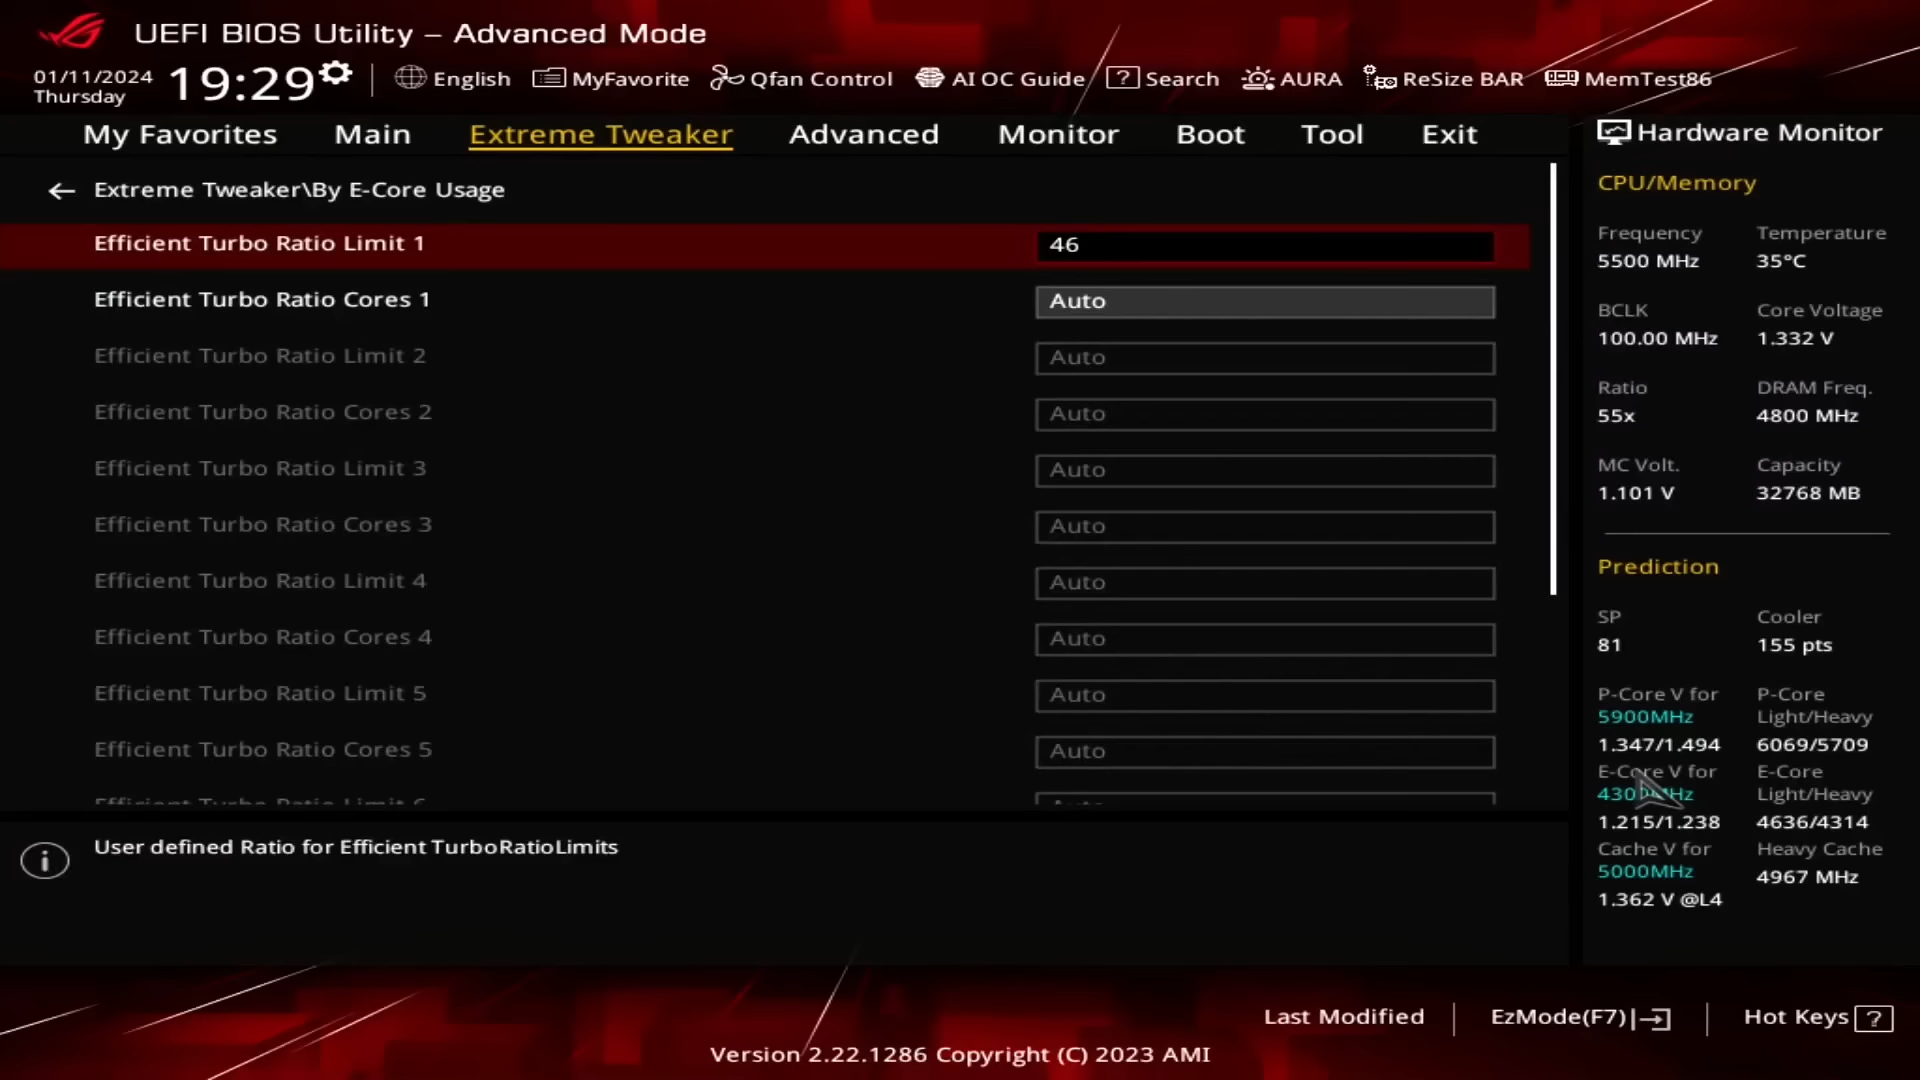 UEFI BIOS Utility – Advanced Mode
01/11/2024
Thursday
19:29
English
MyFavorite
Qfan Control
AI OC Guide
? Search
AURA
ReSize BAR
MemTest86
My Favorites
Main
Extreme Tweaker
Advanced
Monitor
Boot
Tool
Exit
Extreme Tweaker\By E-Core Usage
Efficient Turbo Ratio Limit 1 46
Efficient Turbo Ratio Cores 1 Auto
Efficient Turbo Ratio Limit 2 Auto
Efficient Turbo Ratio Cores 2 Auto
Efficient Turbo Ratio Limit 3 Auto
Efficient Turbo Ratio Cores 3 Auto
Efficient Turbo Ratio Limit 4 Auto
Efficient Turbo Ratio Cores 4 Auto
Efficient Turbo Ratio Limit 5 Auto
Efficient Turbo Ratio Cores 5 Auto
Efficient Turbo Ratio Limit 6 Auto
User defined Ratio for Efficient TurboRatioLimits
Hardware Monitor
CPU/Memory
Frequency Temperature
5500 MHz 35°C
BCLK Core Voltage
100.00 MHz 1.332 V
Ratio DRAM Freq.
55x 4800 MHz
MC Volt. Capacity
1.101 V 32768 MB
Prediction
SP Cooler
81 155 pts
P-Core V for P-Core
5900MHz Light/Heavy
1.347/1.494 6069/5709
E-Core V for E-Core
4300MHz Light/Heavy
1.215/1.238 4636/4314
Cache V for Heavy Cache
5000MHz 4967 MHz
1.362 V @L4
Last Modified
EzMode(F7)
Hot Keys ?
Version 2.22.1286 Copyright (C) 2023 AMI